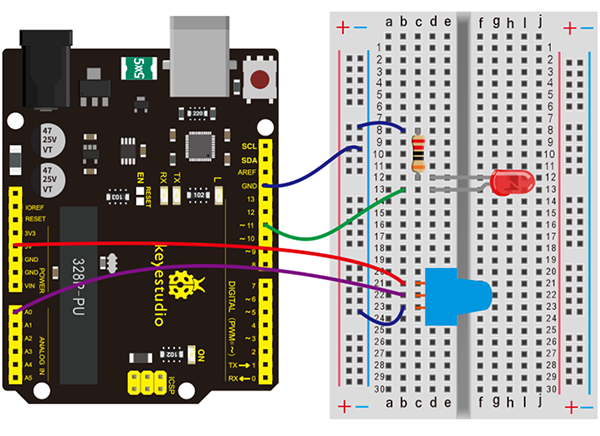 5x5
220
47
25V
VT
47
25V
VT
103
EN
RESET
RX
TX
L
102
SCL
SDA
AREF
GND
13
12
~ 11
~ 10
~ 9
8
7
~ 6
~ 5
4
~ 3
2
TX → 1
RX ← 0
DIGITAL (PWM=~)
IOREF
RESET
3V3
5V
GND
GND
VIN
POWER
A0
A1
A2
A3
A4
A5
ANALOG IN
328P-PU
keyestudio
102
ON
ICSP
+ −
a b c d e
f g h I j
+ −
1 1
2 2
3 3
4 4
5 5
6 6
7 7
8 8
9 9
10 10
11 11
12 12
13 13
14 14
15 15
16 16
17 17
18 18
19 19
20 20
21 21
22 22
23 23
24 24
25 25
26 26
27 27
28 28
29 29
30 30
+ −
a b c d e
f g h I j
+ −